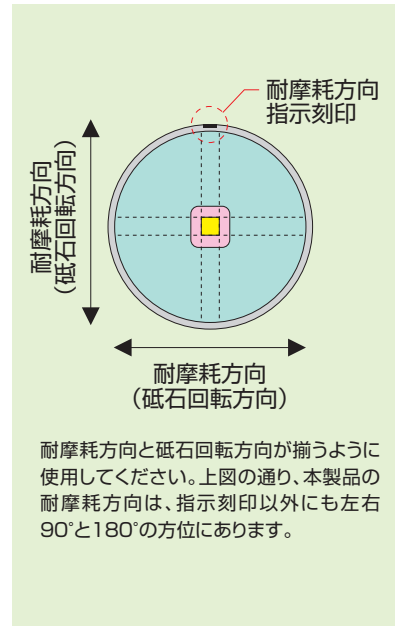 耐摩耗方向
指示刻印
耐摩耗方向
(砥石回転方向)
耐摩耗方向
(砥石回転方向)
耐摩耗方向と砥石回転方向が揃うように
使用してください。上図の通り、本製品の
耐摩耗方向は、指示刻印以外にも左右
90°と180°の方位にあります。